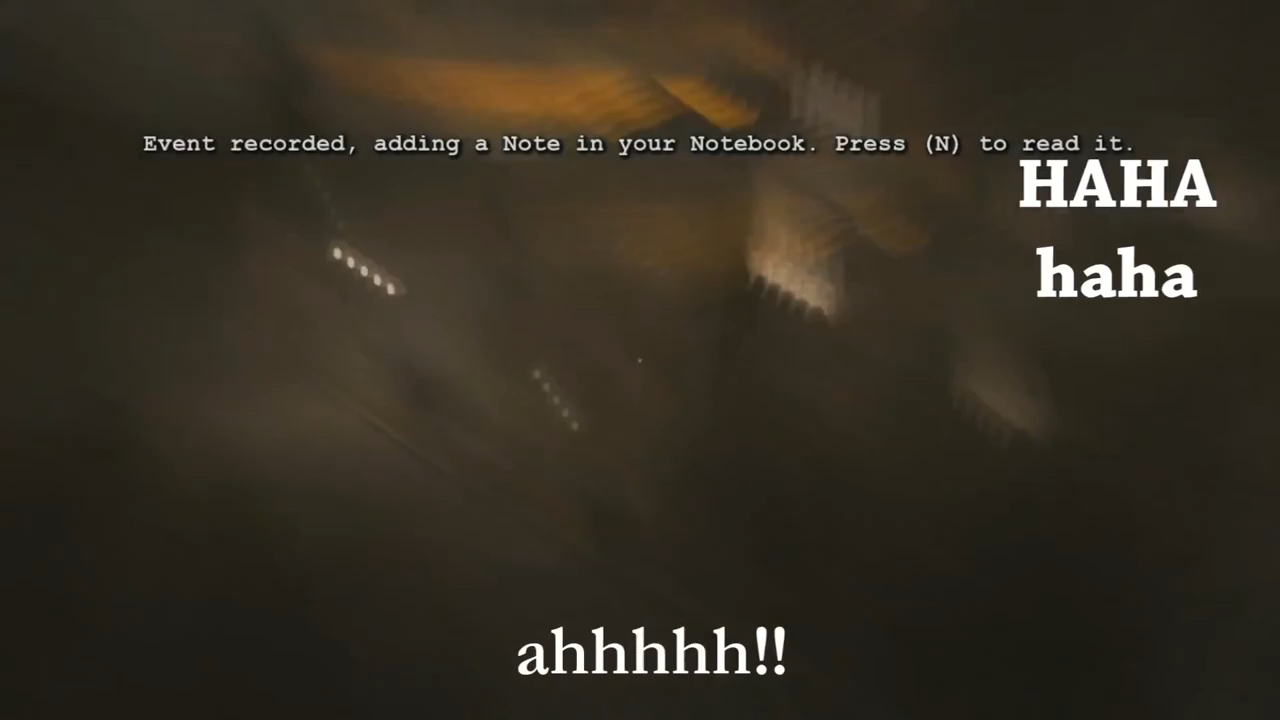 Event recorded, adding a Note in your Notebook. Press (N) to read it.
HAHA
haha
ahhhhh!!